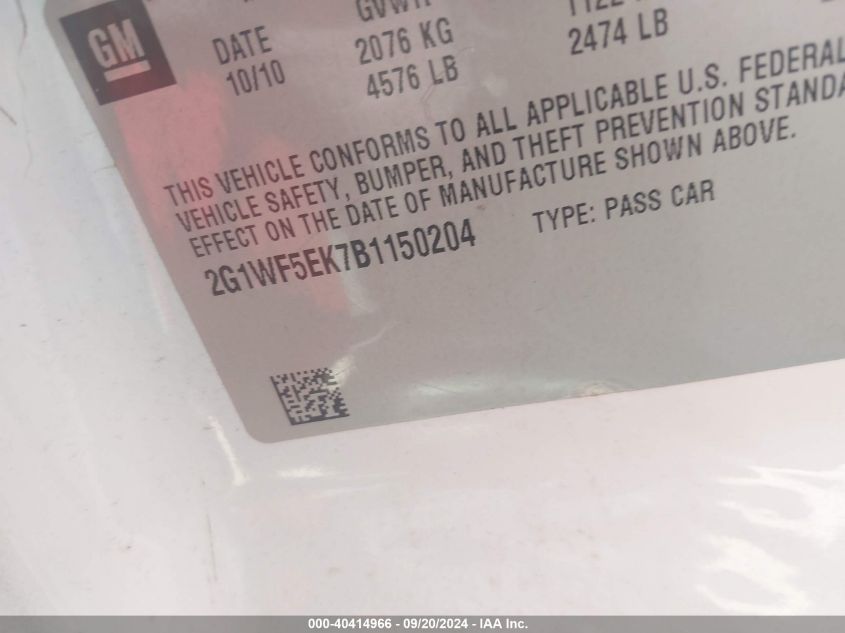 GM
GVWR
DATE 2076 KG 2474 LB
10/10 4576 LB
THIS VEHICLE CONFORMS TO ALL APPLICABLE U.S. FEDERAL
VEHICLE SAFETY, BUMPER, AND THEFT PREVENTION
EFFECT ON THE DATE OF MANUFACTURE SHOWN ABOVE.
2G1WF5EK7B1150204 TYPE: PASS CAR
000-40414966 - 09/20/2024 - IAA Inc.